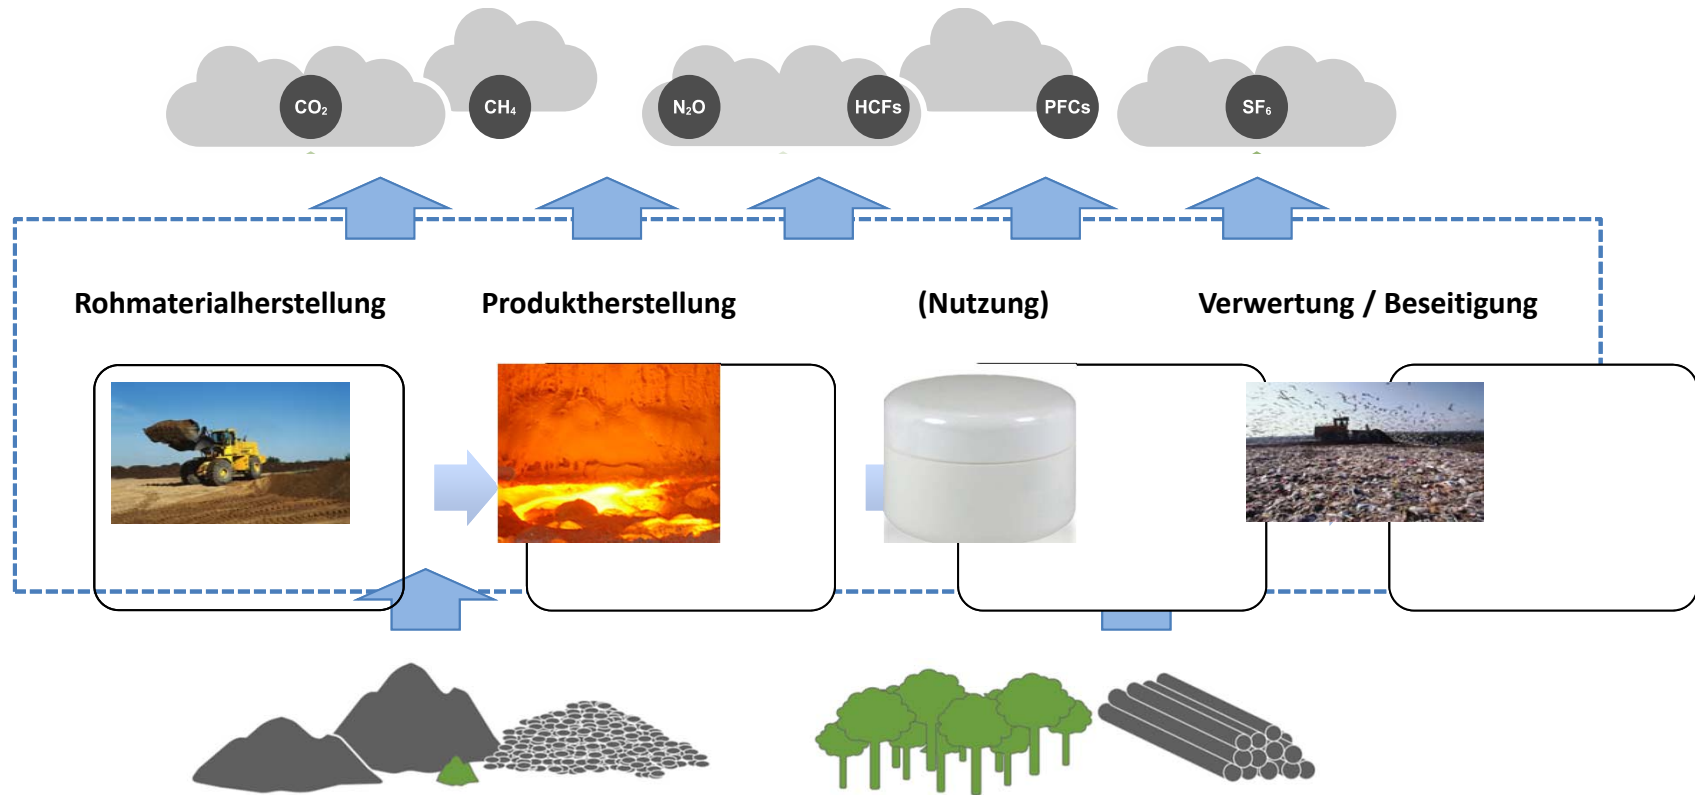 CO₂ CH₄ N₂O HCFs PFCs SF₆
Rohmaterialherstellung Produktherstellung (Nutzung) Verwertung / Beseitigung